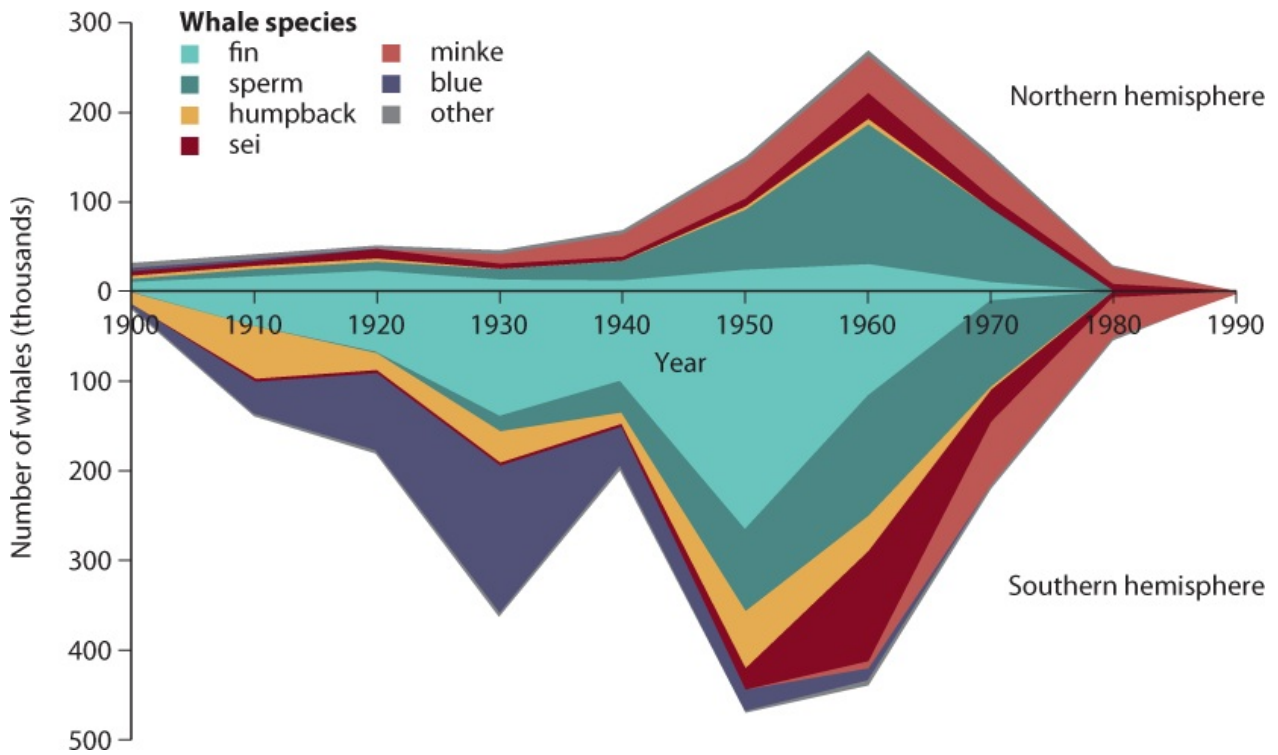 Whale species
fin
sperm
humpback
sei
minke
blue
other
Northern hemisphere
Southern hemisphere
Number of whales (thousands)
300
200
100
0
100
200
300
400
500
1900 1910 1920 1930 1940 1950 1960 1970 1980 1990
Year